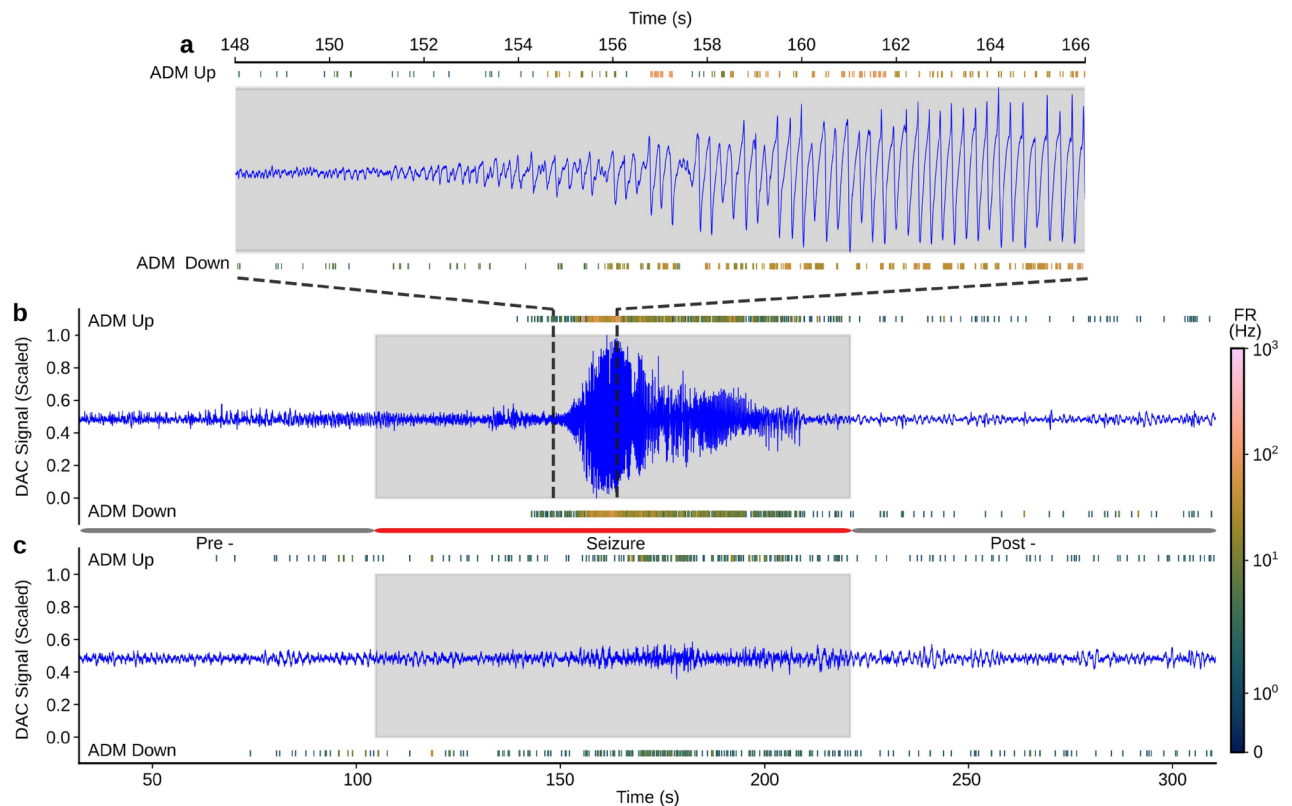 Time (s)
a
148 150 152 154 156 158 160 162 164 166
ADM Up
ADM Down
b
ADM Up
FR
(Hz)
DAC Signal (Scaled)
1.0
0.8
0.6
0.4
0.2
0.0
10³
10²
10¹
10⁰
0
ADM Down
Pre - Seizure Post -
c
ADM Up
DAC Signal (Scaled)
1.0
0.8
0.6
0.4
0.2
0.0
ADM Down
50 100 150 200 250 300
Time (s)